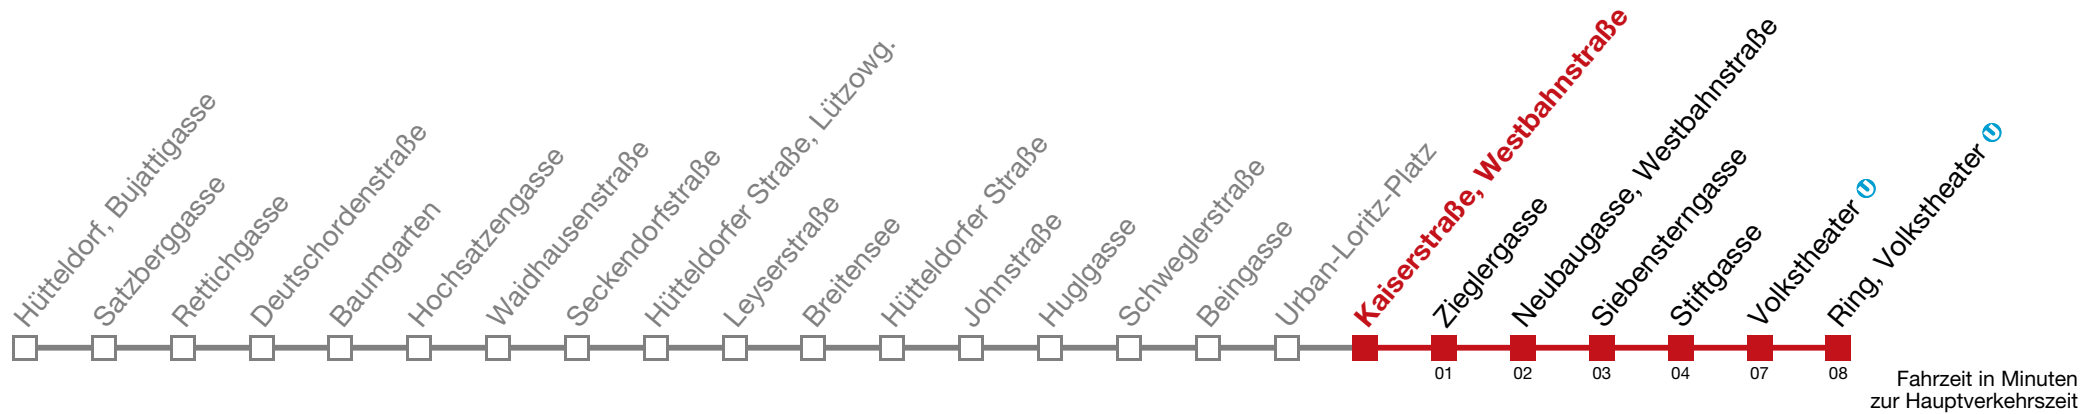 Hütteldorf, Bujattigasse
Satzberggasse
Rettichgasse
Deutschordenstraße
Baumgarten
Hochsatzengasse
Waidhausenstraße
Seckendorfstraße
Hütteldorfer Straße, Lützowg.
Leyserstraße
Breitensee
Hütteldorfer Straße
Johnstraße
Huglgasse
Schweglerstraße
Beingasse
Urban-Loritz-Platz
Kaiserstraße, Westbahnstraße
Zieglergasse
Neubaugasse, Westbahnstraße
Siebensterngasse
Stiftgasse
Volkstheater U
Ring, Volkstheater U
01 02 03 04 07 08
Fahrzeit in Minuten
zur Hauptverkehrszeit